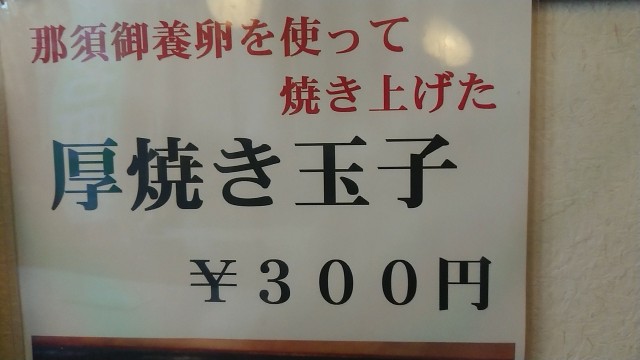 那須御養卵を使って
焼き上げた
厚焼き玉子
￥３００円